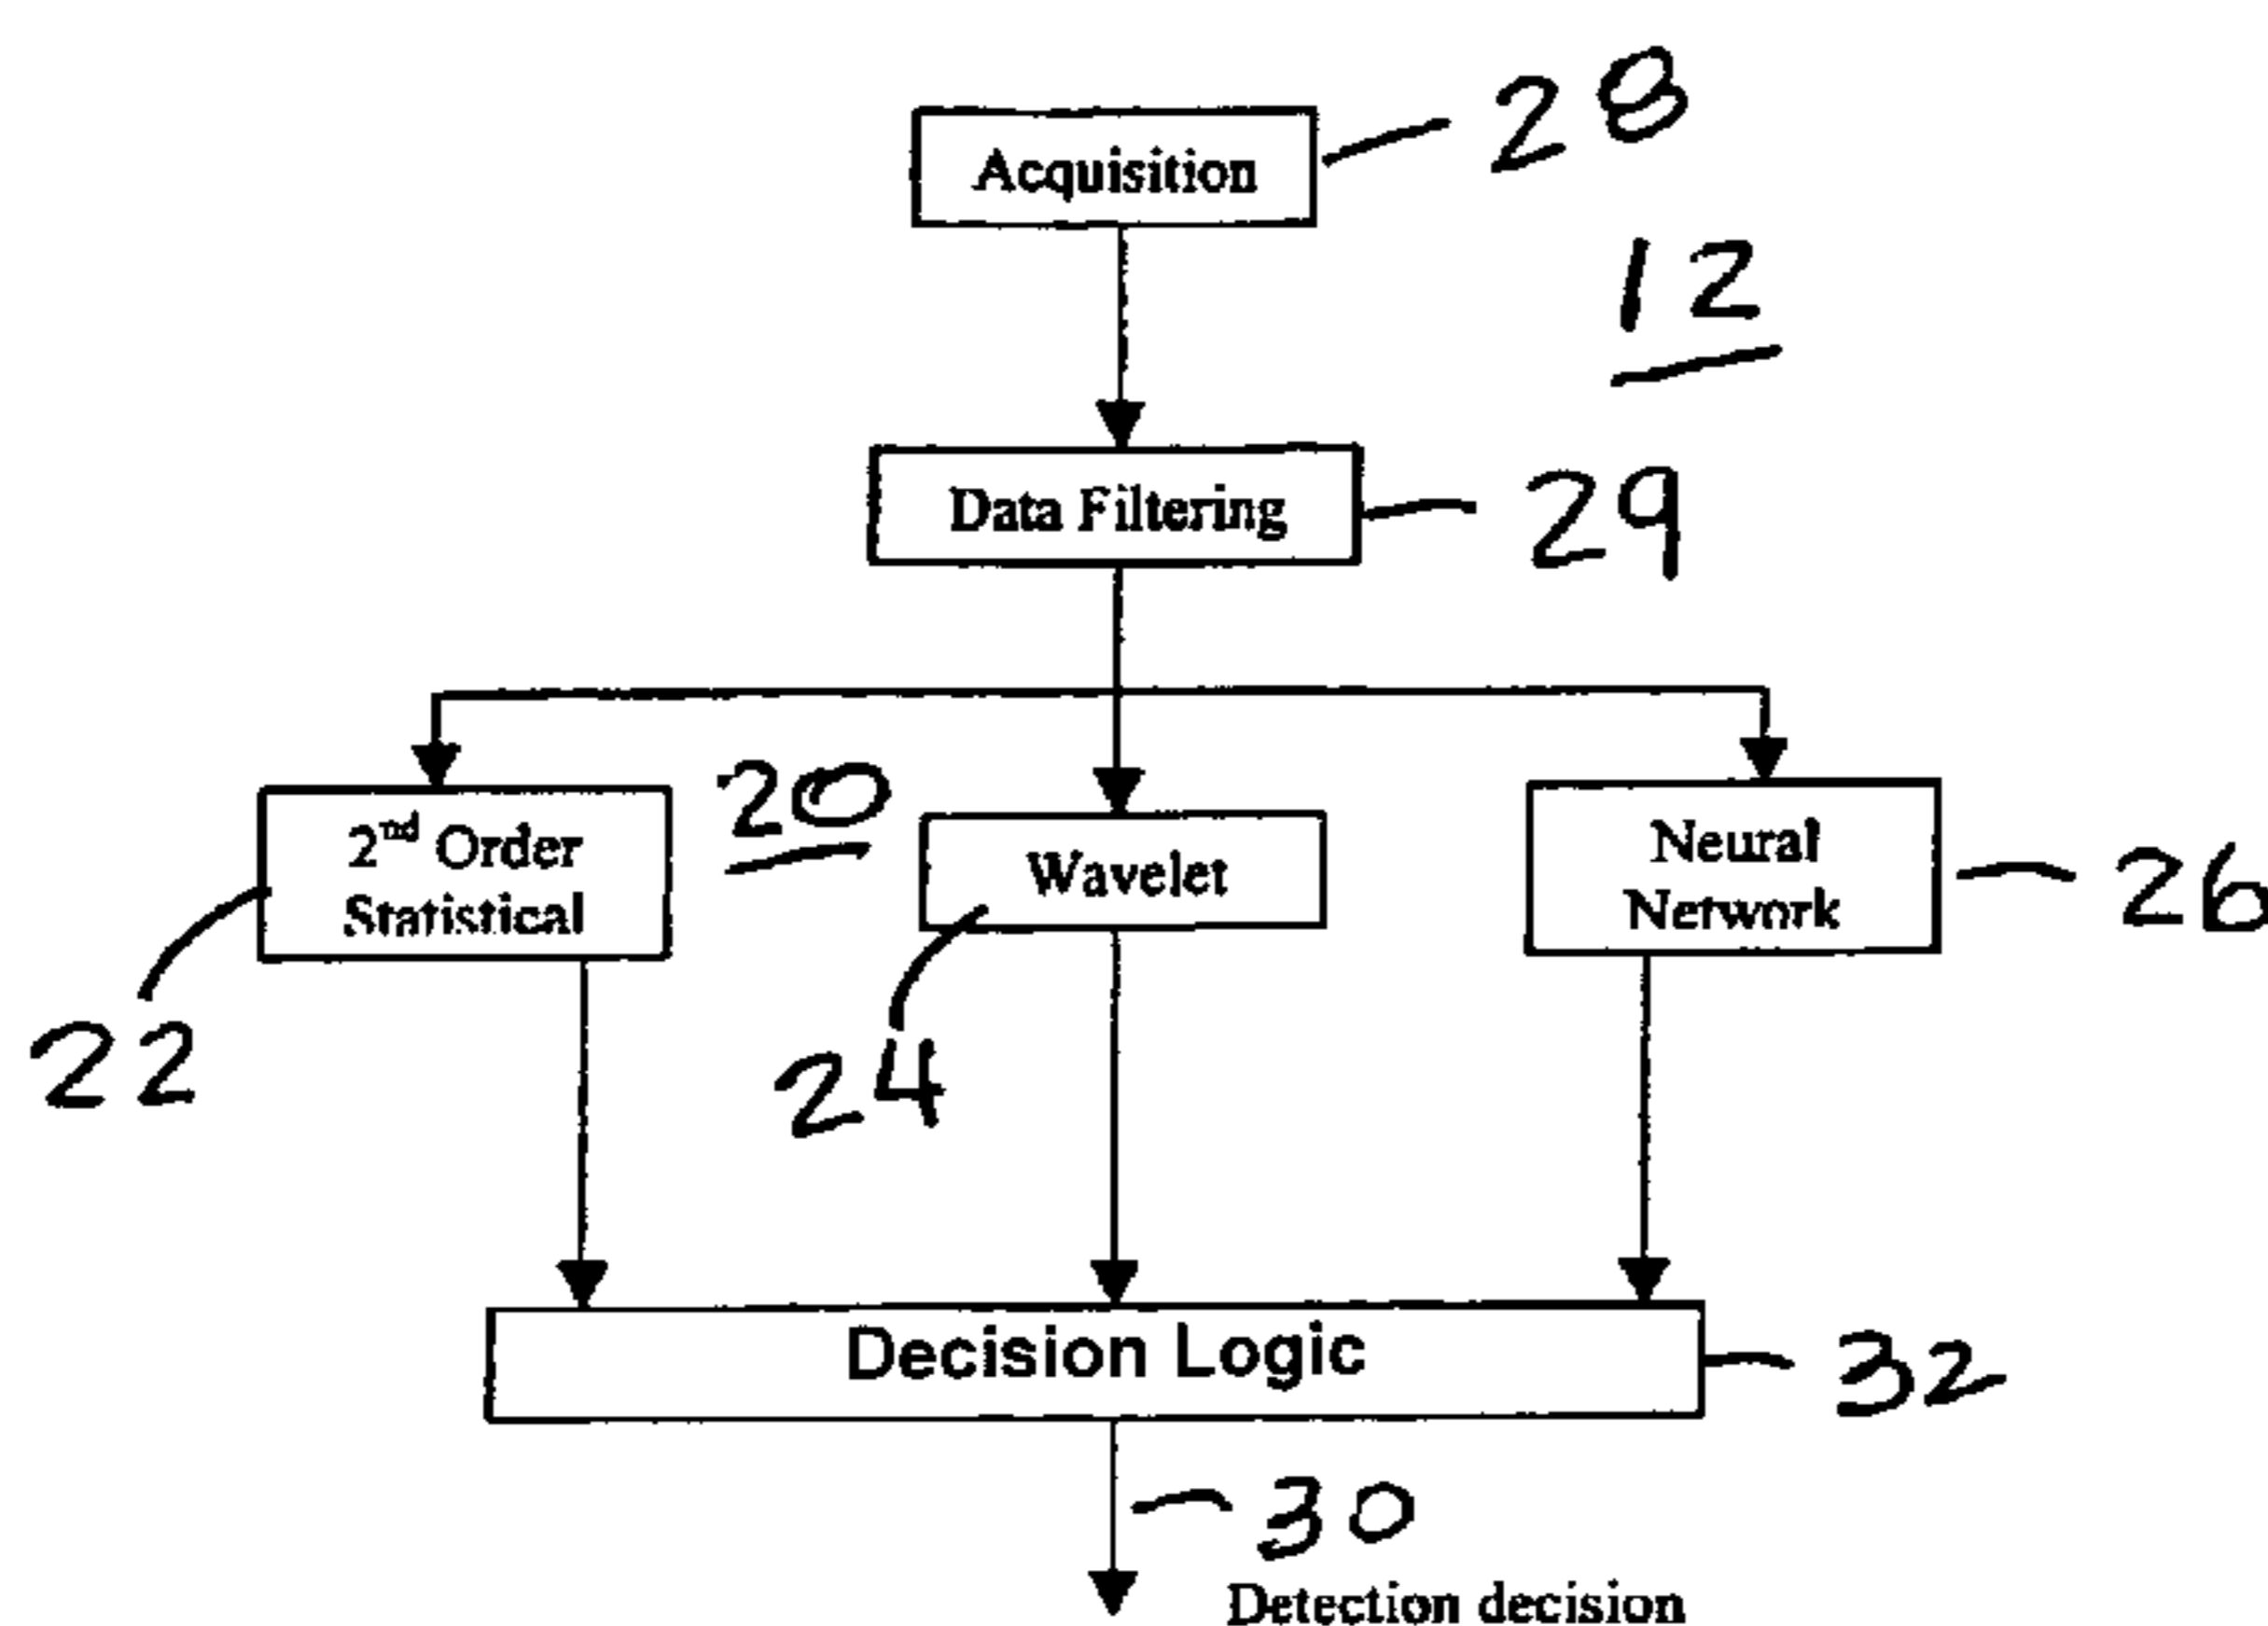 Acquisition
28
12
Data Filtering
29
2nd Order
Statistical
20
Wavelet
Neural
Network
26
22
24
Decision Logic
32
30
Detection decision